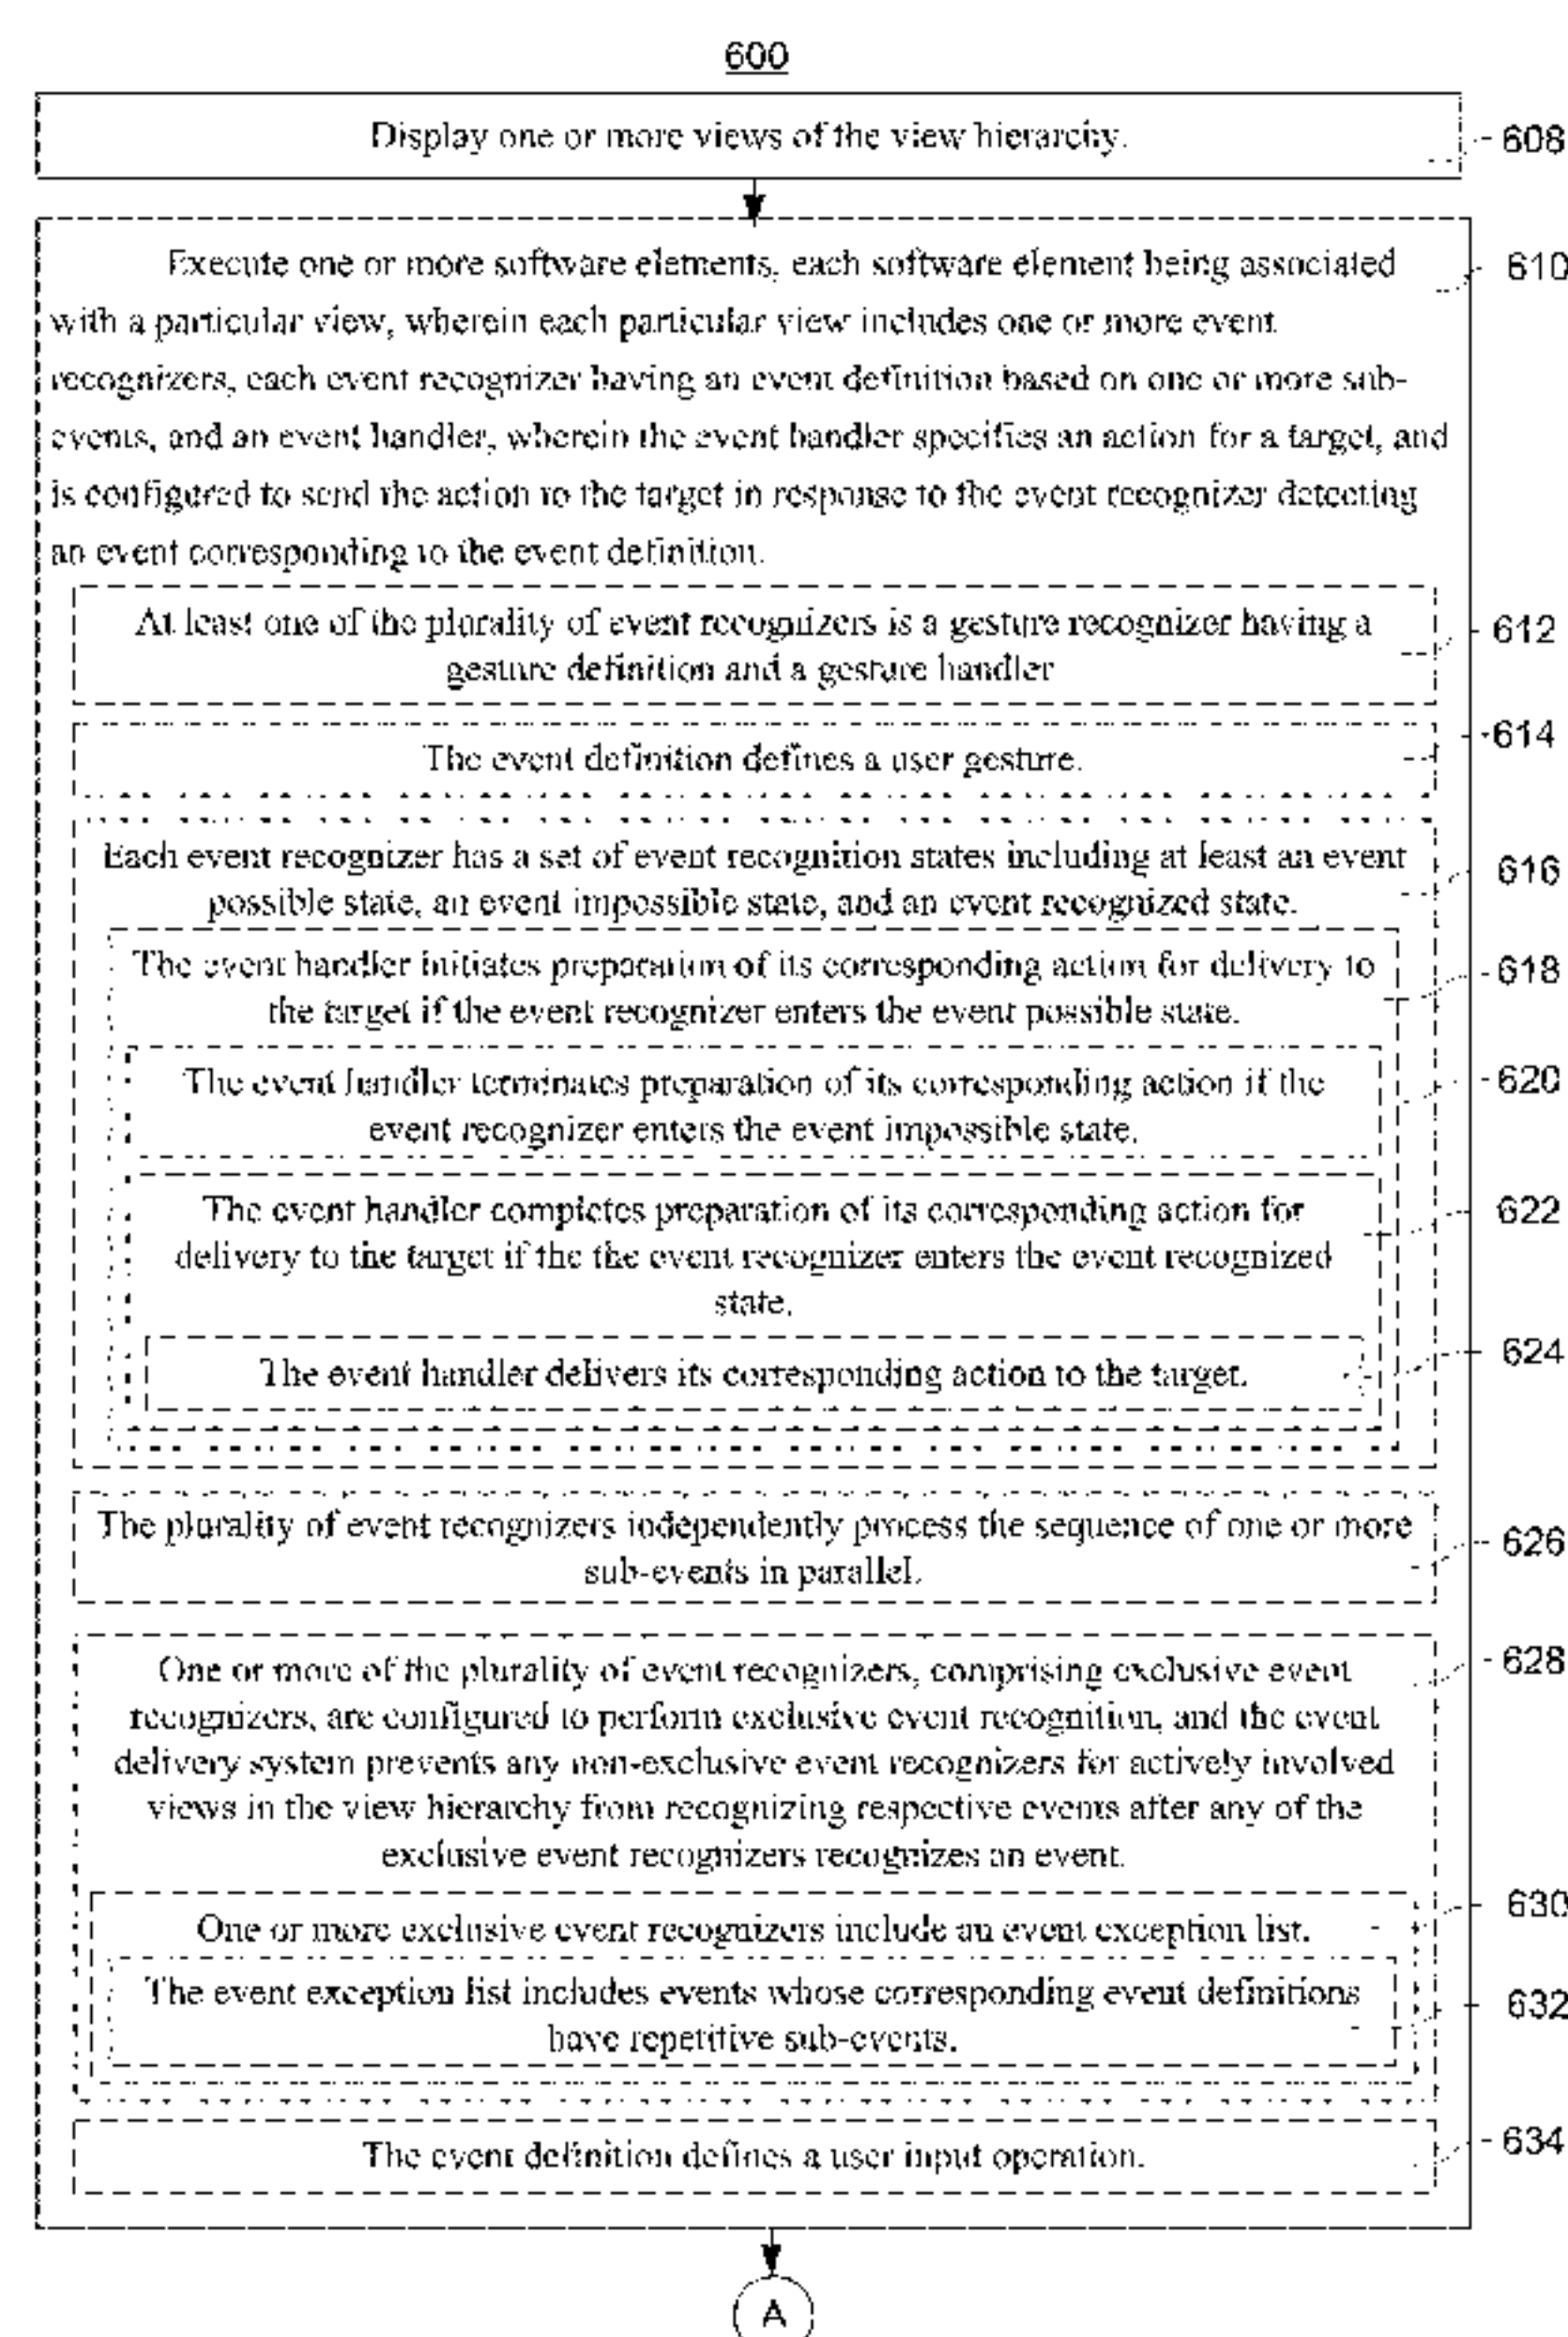 600
Display one or more views of the view hierarchy.
608
Execute one or more software elements, each software element being associated
610
with a particular view, wherein each particular view includes one or more event
recognizers, each event recognizer having an event definition based on one or more sub-
events, and an event handler, wherein the event handler specifies an action for a target, and
is configured to send the action to the target in response to the event recognizer detecting
an event corresponding to the event definition.
At least one of the plurality of event recognizers is a gesture recognizer having a
612
gesture definition and a gesture handler
614
The event definition defines a user gesture.
Each event recognizer has a set of event recognition states including at least an event
616
possible state, an event impossible state, and an event recognized state.
The event handler initiates preparation of its corresponding action for delivery to
618
the target if the event recognizer enters the event possible state.
The event handler terminates preparation of its corresponding action if the
620
event recognizer enters the event impossible state.
The event handler completes preparation of its corresponding action for
622
delivery to the target if the the event recognizer enters the event recognized
state.
624
The event handler delivers its corresponding action to the target.
The plurality of event recognizers independently process the sequence of one or more
626
sub-events in parallel.
One or more of the plurality of event recognizers, comprising exclusive event
628
recognizers, are configured to perform exclusive event recognition, and the event
delivery system prevents any non-exclusive event recognizers for actively involved
views in the view hierarchy from recognizing respective events after any of the
exclusive event recognizers recognizes an event.
630
One or more exclusive event recognizers include an event exception list.
The event exception list includes events whose corresponding event definitions
632
have repetitive sub-events.
634
The event definition defines a user input operation.
A